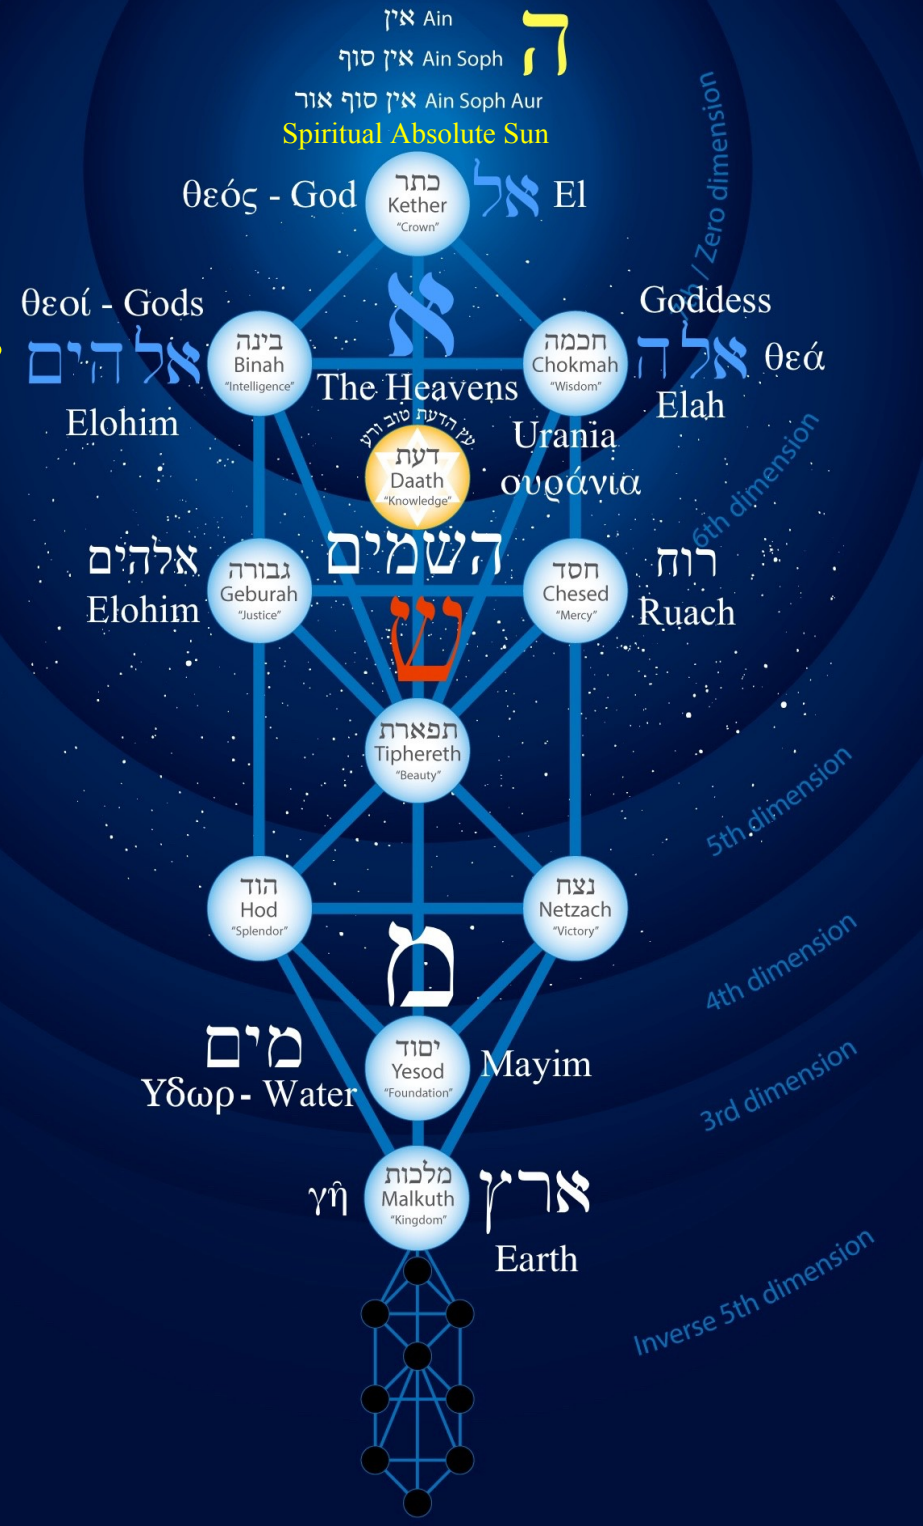 אין Ain
ה
אין סוף Ain Soph
אין סוף אור Ain Soph Aur
Spiritual Absolute Sun
θεός - God
כתר
Kether
"Crown"
אל El
/ Zero dimension
א
The Heavens
θεοί - Gods
אלהים
Elohim
בינה
Binah
"Intelligence"
חכמה
Chokmah
"Wisdom"
Goddess
אלה θεά
Elah
Urania
ουράνια
עץ הדעת טוב ורע
דעת
Daath
"Knowledge"
6th dimension
השמים
אלהים
Elohim
גבורה
Geburah
"Justice"
חסד
Chesed
"Mercy"
רוח
Ruach
ש
תפארת
Tiphereth
"Beauty"
5th dimension
הוד
Hod
"Splendor"
נצח
Netzach
"Victory"
4th dimension
מ
מים
Υδωρ- Water
יסוד
Yesod
"Foundation"
Mayim
3rd dimension
γῆ
מלכות
Malkuth
"Kingdom"
ארץ
Earth
Inverse 5th dimension